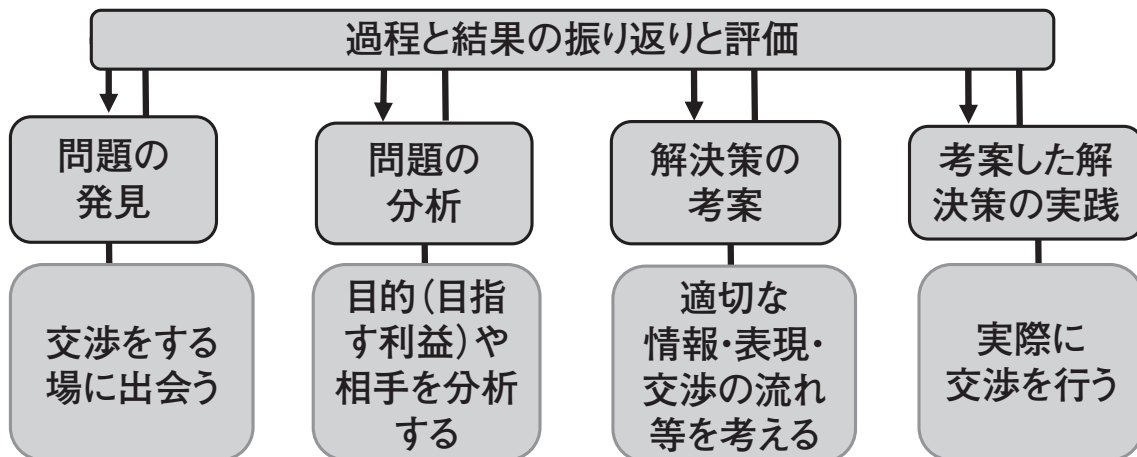 過程と結果の振り返りと評価
問題の
発見
問題の
分析
解決策の
考案
考案した解
決策の実践
交渉をする
場に出会う
目的（目指
す利益）や
相手を分析
する
適切な
情報・表現・
交渉の流れ
等を考える
実際に
交渉を行う